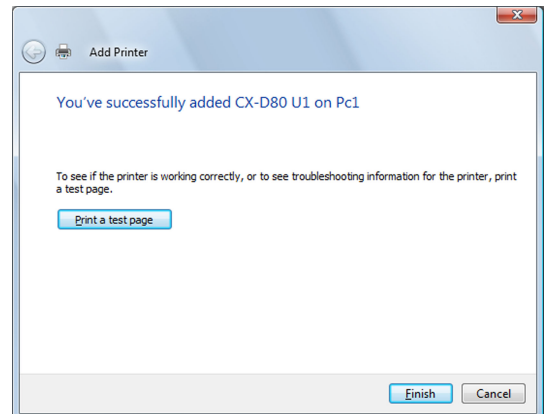 Add Printer
You've successfully added CX-D80 U1 on Pc1
To see if the printer is working correctly, or to see troubleshooting information for the printer, print
a test page.
Print a test page
Finish Cancel